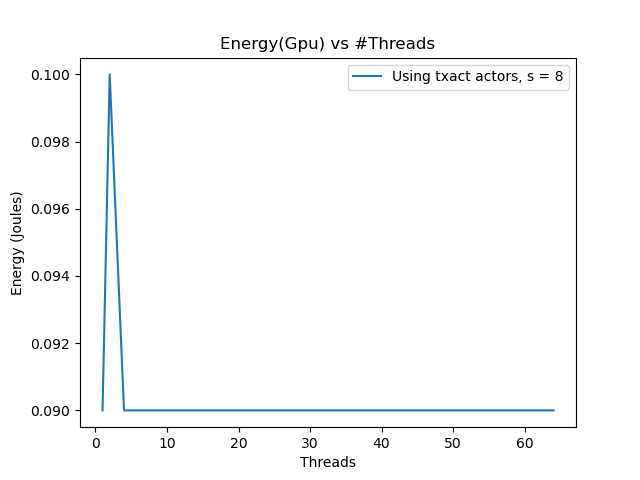 Energy(Gpu) vs #Threads
Using txact actors, s = 8
0.100
0.098
0.096
0.094
0.092
0.090
Energy (Joules)
0 10 20 30 40 50 60
Threads